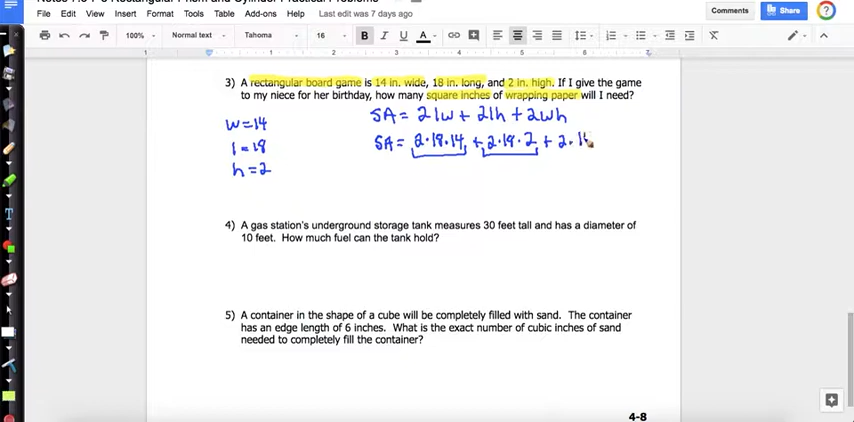 File Edit View Insert Format Tools Add-ons Help Last edit was 7 days ago
Comments Share
100% Normal text Tahoma 16 B I U A
3) A rectangular board game is 14 in. wide, 18 in. long, and 2 in. high. If I give the game
to my niece for her birthday, how many square inches of wrapping paper will I need?
SA = 2lw + 2lh + 2wh
w=14
SA = 2·18·14 + 2·18·2 + 2·1
l=18
h=2
4) A gas station's underground storage tank measures 30 feet tall and has a diameter of
10 feet. How much fuel can the tank hold?
5) A container in the shape of a cube will be completely filled with sand. The container
has an edge length of 6 inches. What is the exact number of cubic inches of sand
needed to completely fill the container?
4-8